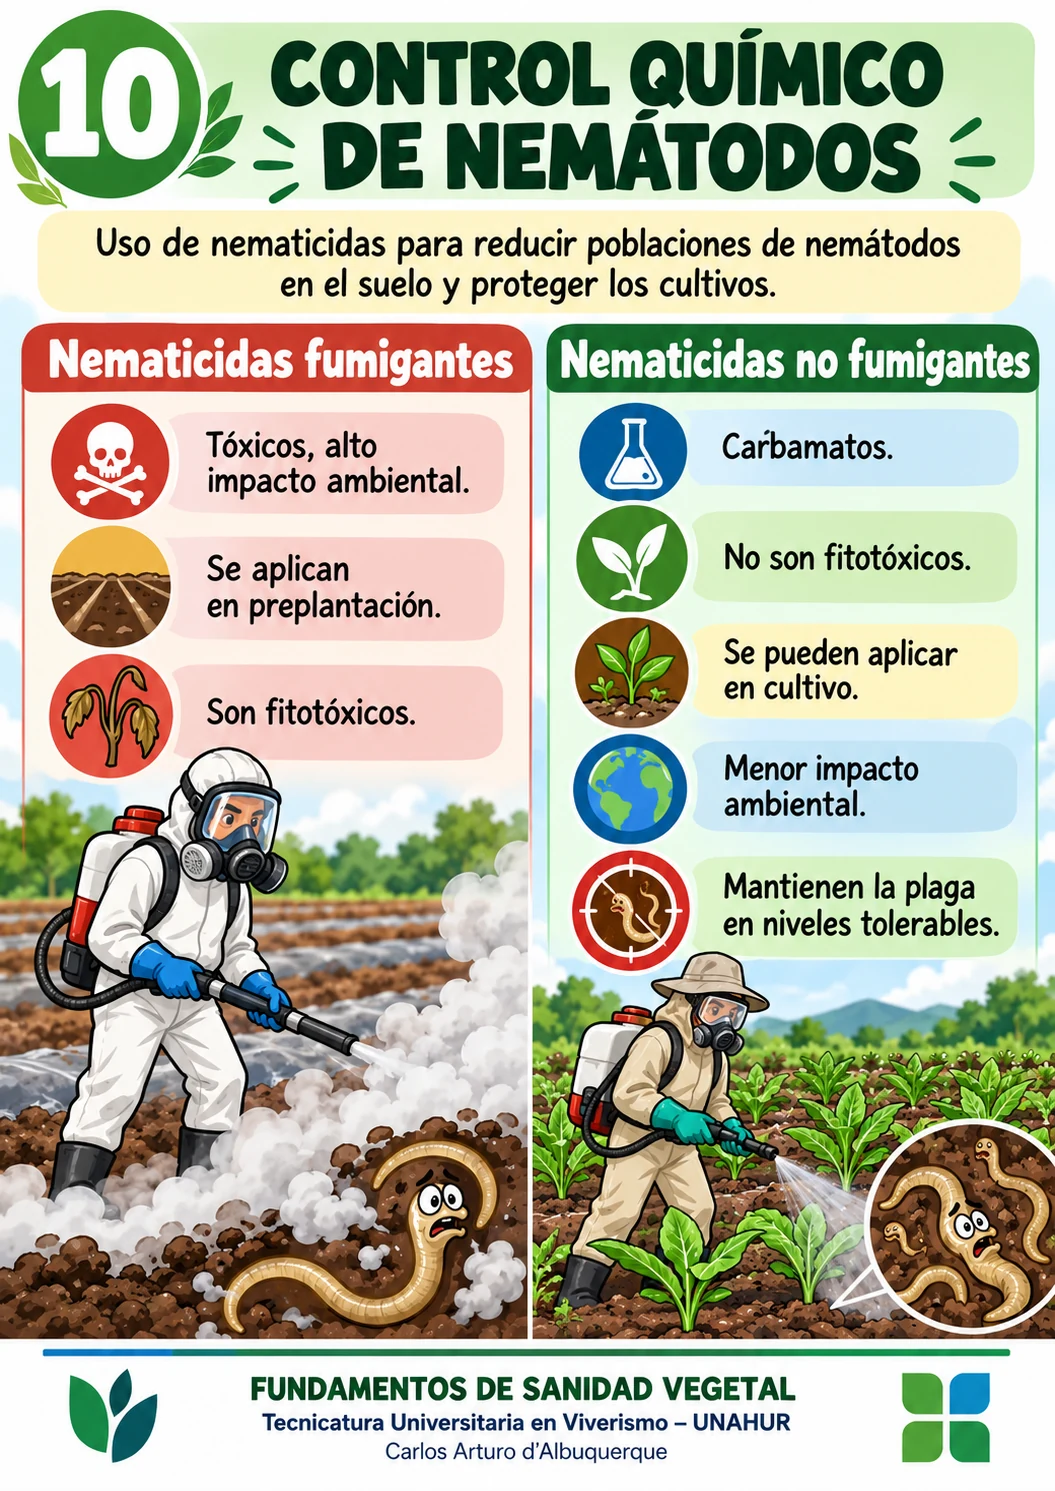 10
CONTROL QUÍMICO
DE NEMÁTODOS
Uso de nematicidas para reducir poblaciones de nemátodos
en el suelo y proteger los cultivos.
Nematicidas fumigantes
Tóxicos, alto
impacto ambiental.
Se aplican
en preplantación.
Son fitotóxicos.
Nematicidas no fumigantes
Carbamatos.
No son fitotóxicos.
Se pueden aplicar
en cultivo.
Menor impacto
ambiental.
Mantienen la plaga
en niveles tolerables.
FUNDAMENTOS DE SANIDAD VEGETAL
Tecnicatura Universitaria en Viverismo – UNAHUR
Carlos Arturo d'Albuquerque